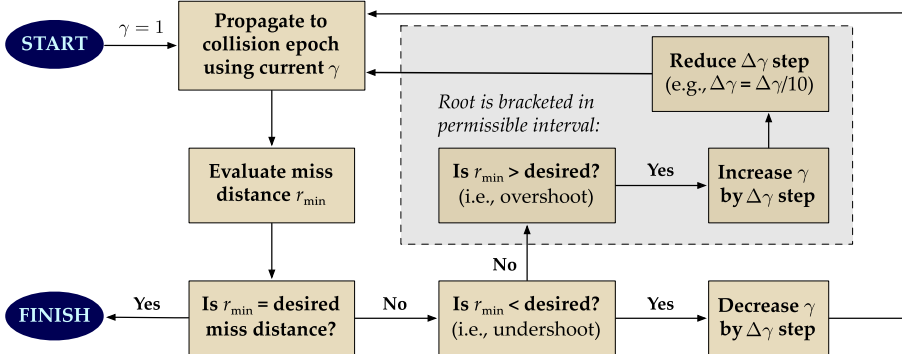 START
γ = 1
Propagate to
collision epoch
using current γ
Reduce Δγ step
(e.g., Δγ = Δγ/10)
Root is bracketed in
permissible interval:
Evaluate miss
distance r_min
Is r_min > desired?
(i.e., overshoot)
Yes
Increase γ
by Δγ step
No
FINISH
Yes
Is r_min = desired
miss distance?
No
Is r_min < desired?
(i.e., undershoot)
Yes
Decrease γ
by Δγ step